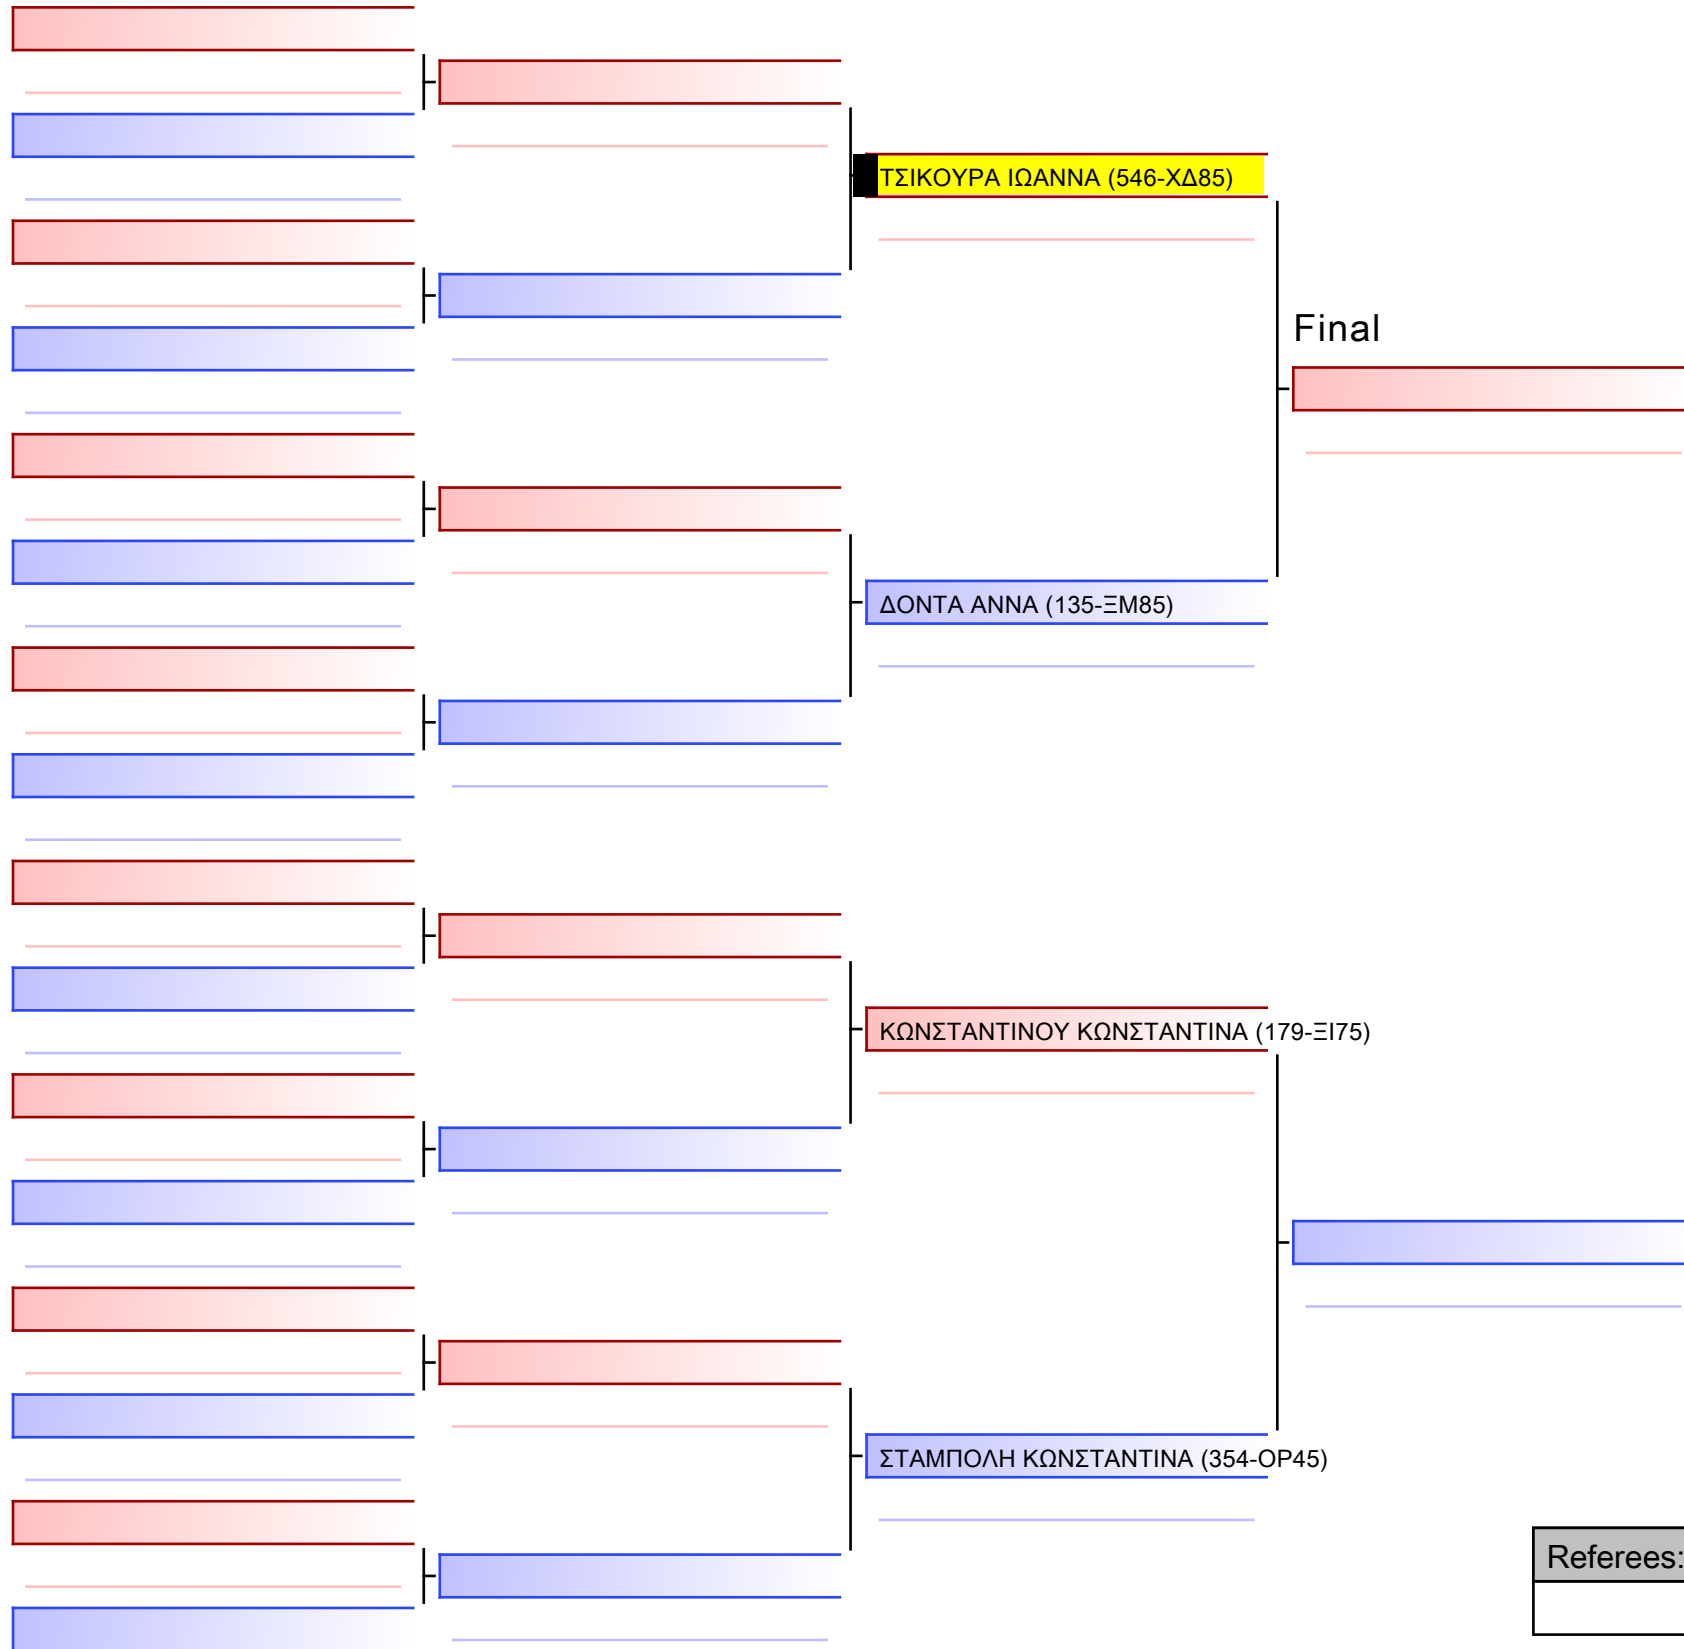 ΤΣΙΚΟΥΡΑ ΙΩΑΝΝΑ (546-ΧΔ85)
Final
ΔΟΝΤΑ ΑΝΝΑ (135-ΞΜ85)
ΚΩΝΣΤΑΝΤΙΝΟΥ ΚΩΝΣΤΑΝΤΙΝΑ (179-ΞΙ75)
ΣΤΑΜΠΟΛΗ ΚΩΝΣΤΑΝΤΙΝΑ (354-ΟΡ45)
Referees: